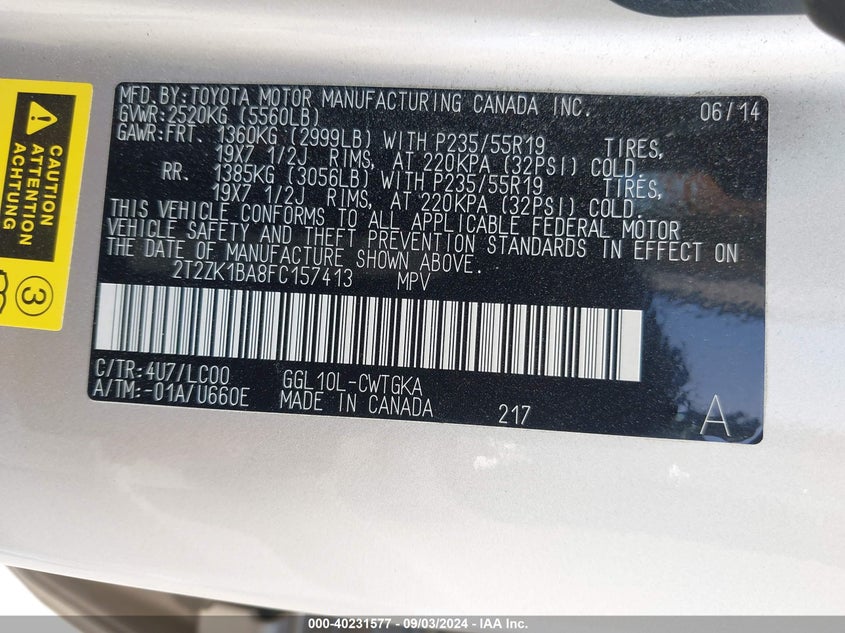 CAUTION
ATTENTION
ACHTUNG
3
MFD.BY:TOYOTA MOTOR MANUFACTURING CANADA INC. 06/14
GVWR:2520KG (5560LB)
GAWR:FRT. 1360KG (2999LB) WITH P235/55R19 TIRES,
19X7 1/2J RIMS, AT 220KPA (32PSI) COLD.
RR. 1385KG (3056LB) WITH P235/55R19 TIRES,
19X7 1/2J RIMS, AT 220KPA (32PSI) COLD.
THIS VEHICLE CONFORMS TO ALL APPLICABLE FEDERAL MOTOR
VEHICLE SAFETY AND THEFT PREVENTION STANDARDS IN EFFECT ON
THE DATE OF MANUFACTURE SHOWN ABOVE.
2T2ZK1BA8FC157413 MPV
C/TR:4U7/LC00 GGL10L-CWTGKA
A/TM:-01A/U660E MADE IN CANADA 217 A
000-40231577 - 09/03/2024 - IAA Inc.